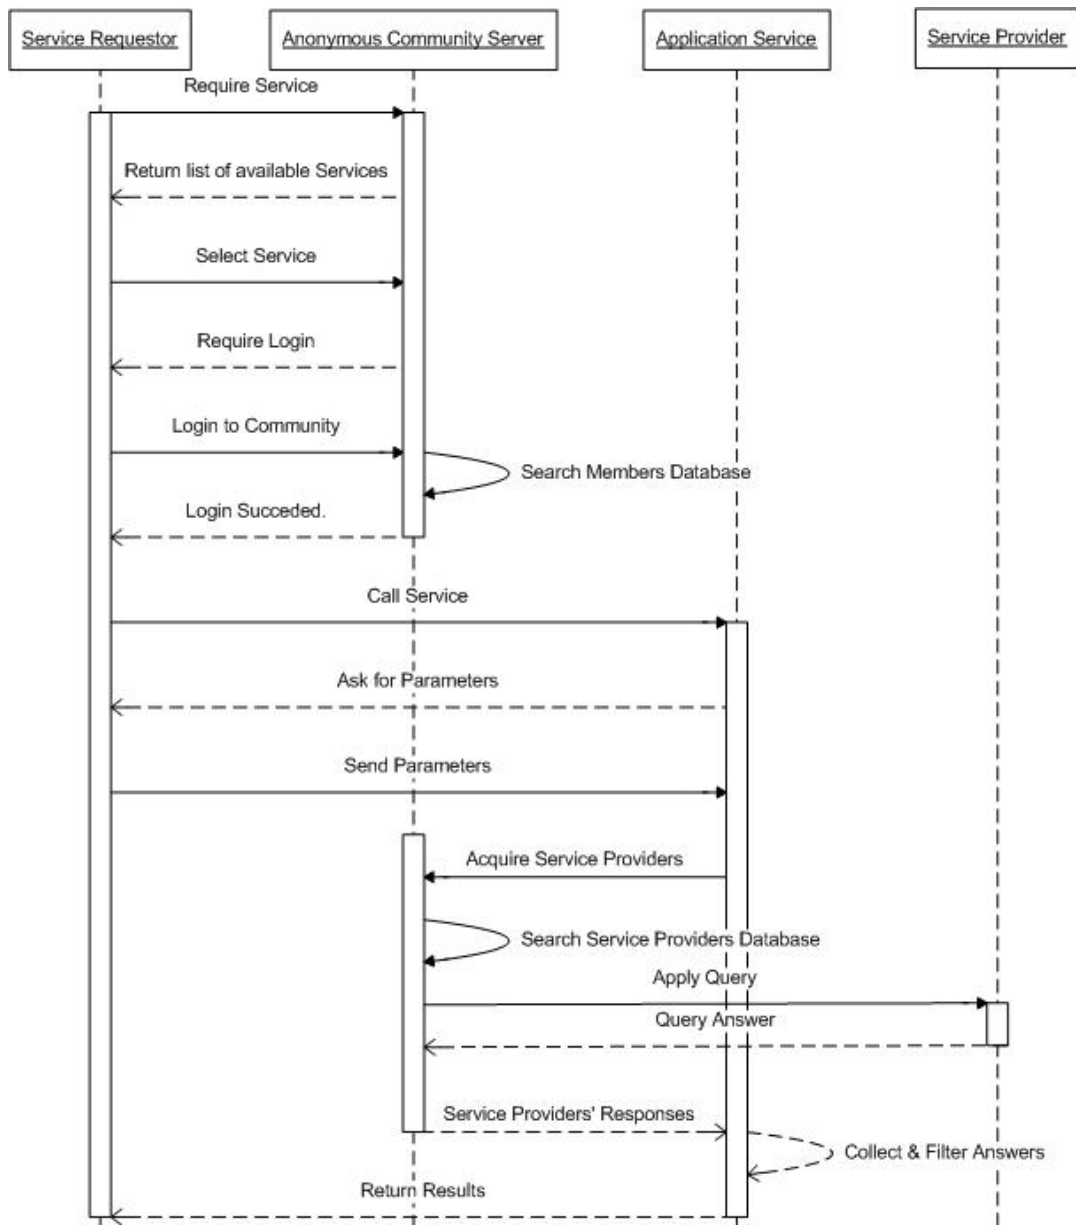 Service Requestor
Anonymous Community Server
Application Service
Service Provider
Require Service
Return list of available Services
Select Service
Require Login
Login to Community
Search Members Database
Login Succeded.
Call Service
Ask for Parameters
Send Parameters
Acquire Service Providers
Search Service Providers Database
Apply Query
Query Answer
Service Providers' Responses
Collect & Filter Answers
Return Results